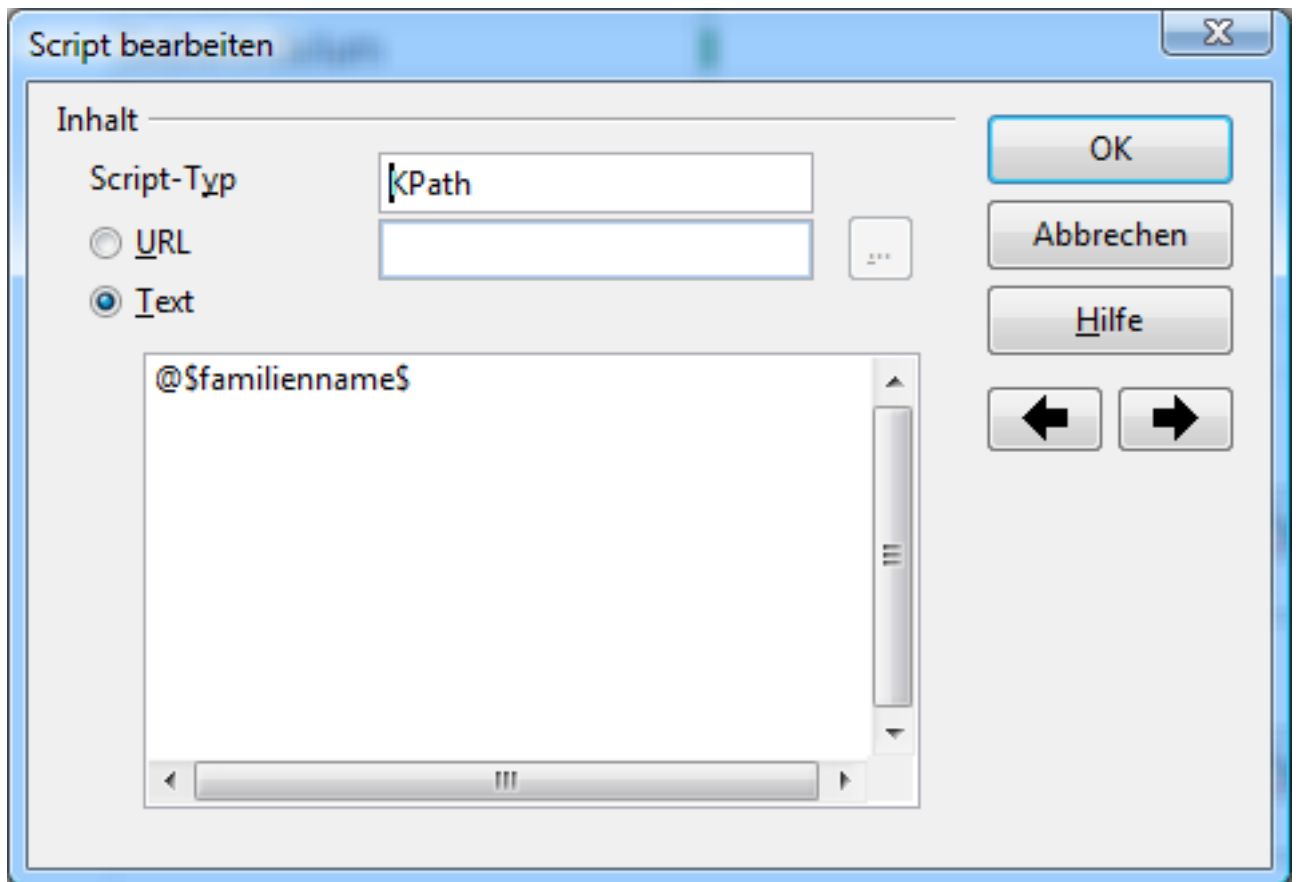 Script bearbeiten
Inhalt
OK
Script-Typ KPath
Abbrechen
URL ...
Text
Hilfe
@$familienname$